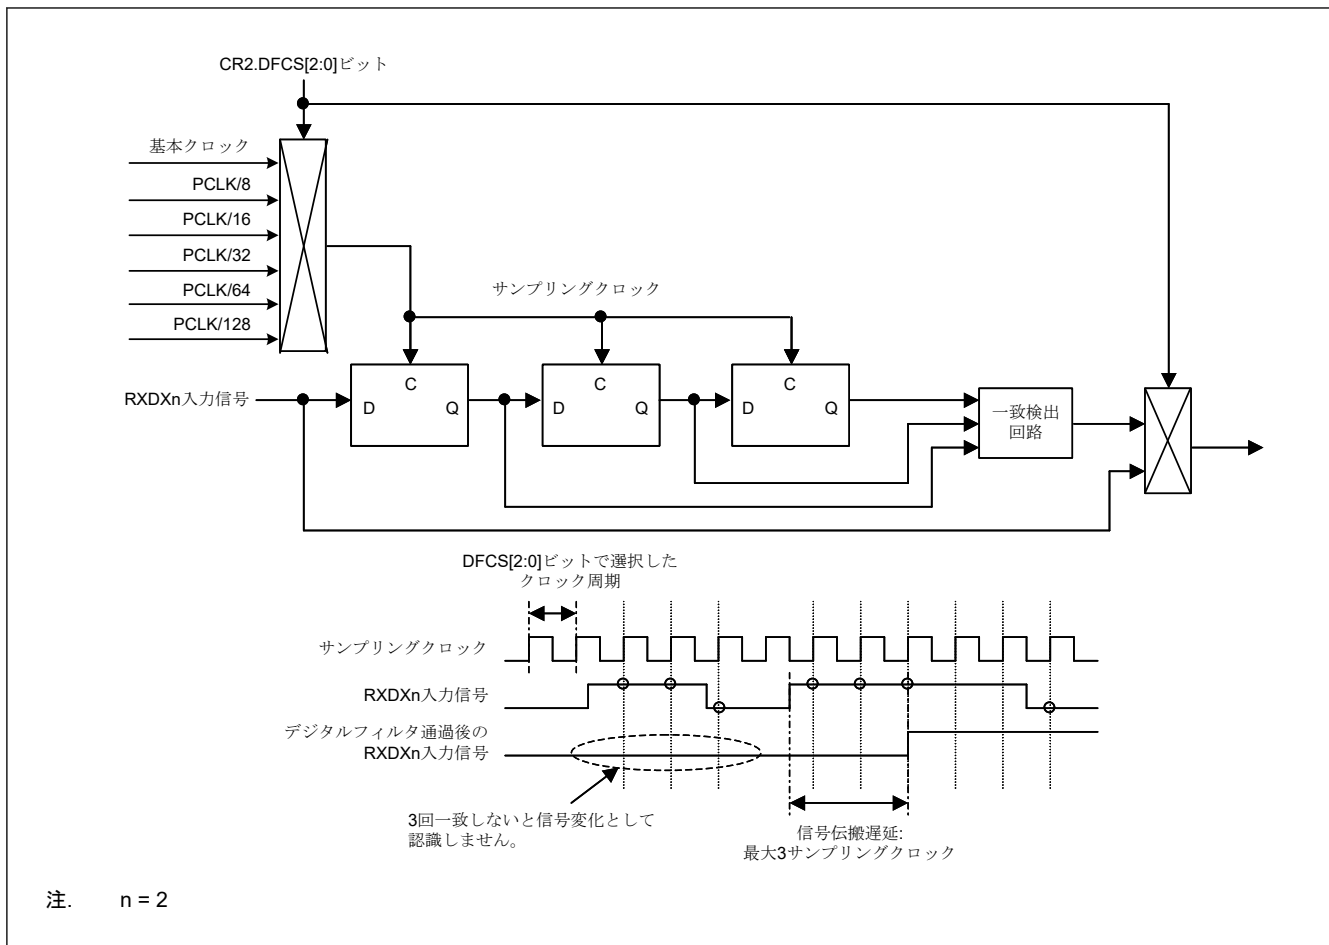 CR2.DFCS[2:0]ビット
基本クロック
PCLK/8
PCLK/16
PCLK/32
PCLK/64
PCLK/128
サンプリングクロック
RXDXn入力信号
C
D
Q
C
D
Q
C
D
Q
一致検出
回路
DFCS[2:0]ビットで選択した
クロック周期
サンプリングクロック
RXDXn入力信号
デジタルフィルタ通過後の
RXDXn入力信号
3回一致しないと信号変化として
認識しません。
信号伝搬遅延:
最大3サンプリングクロック
注. n = 2